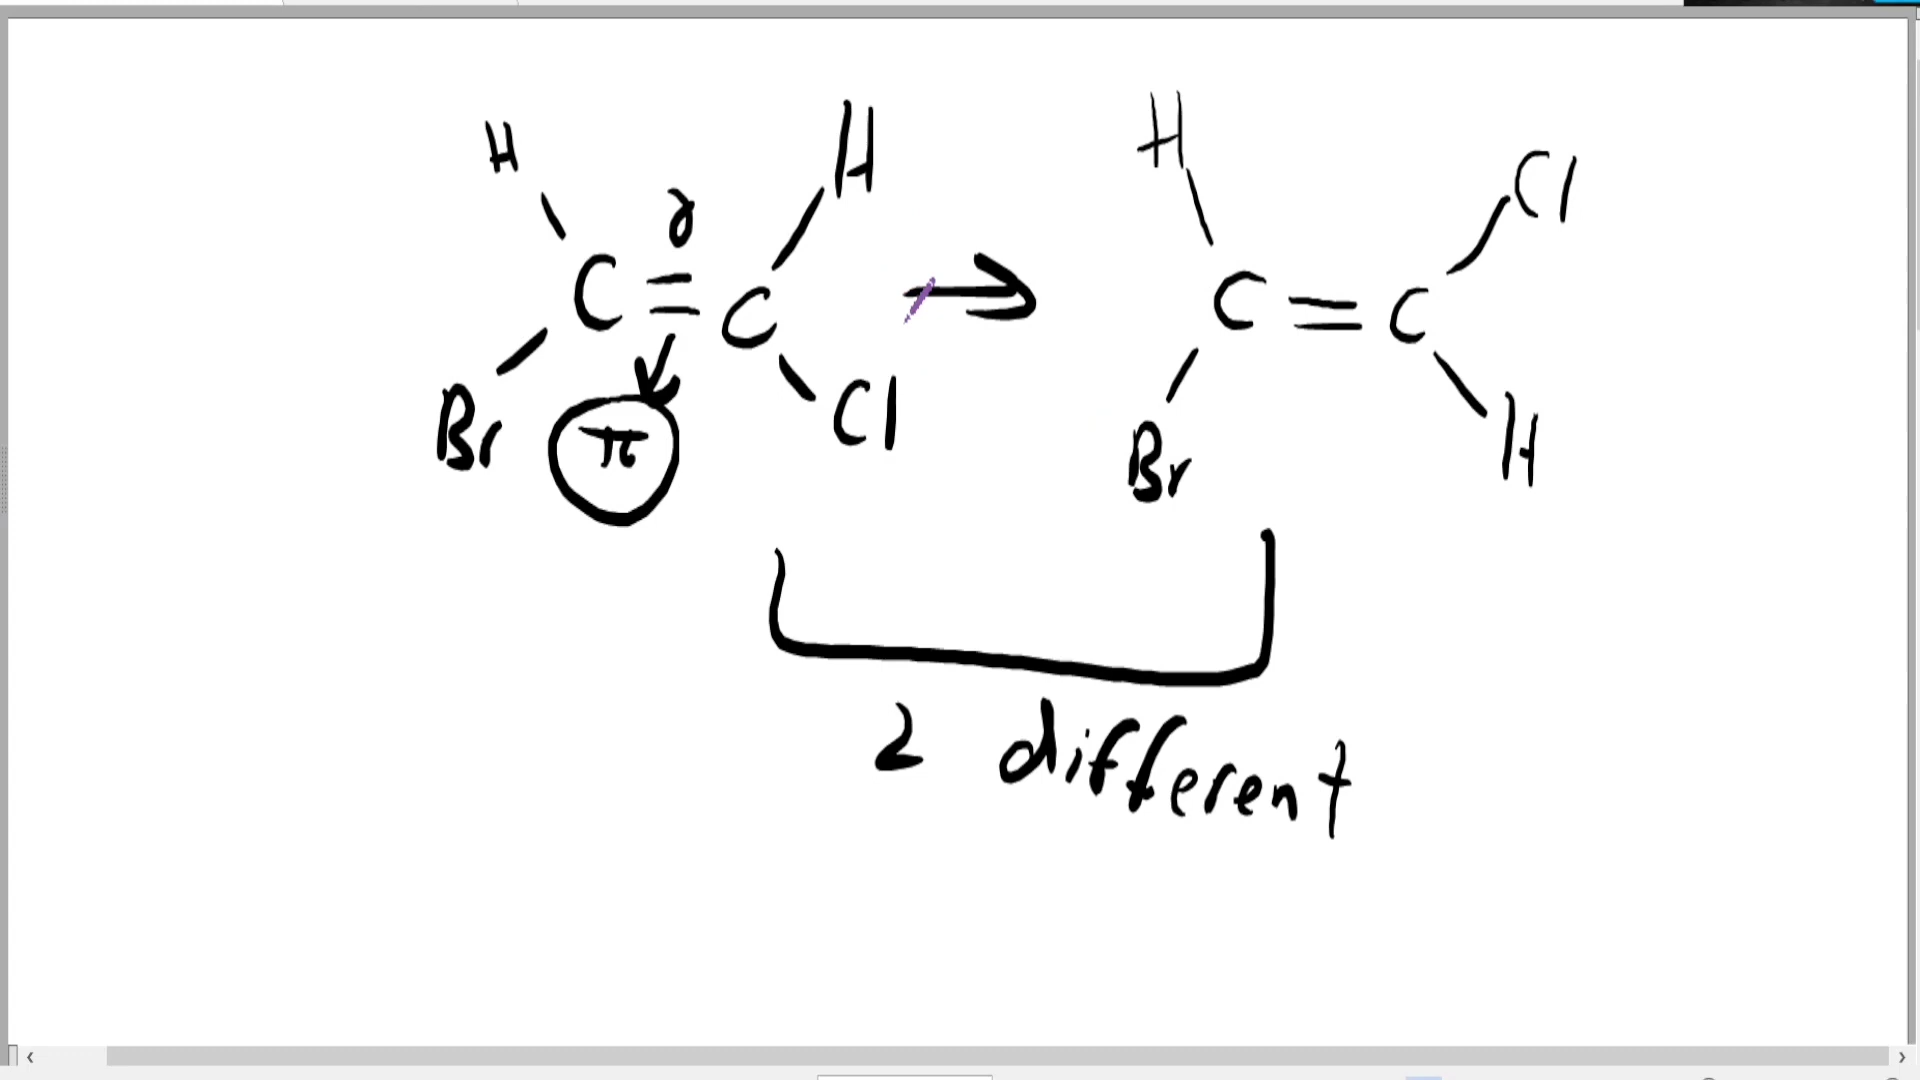 H H H Cl
C = C → C = C
Br π Cl Br H
2 different